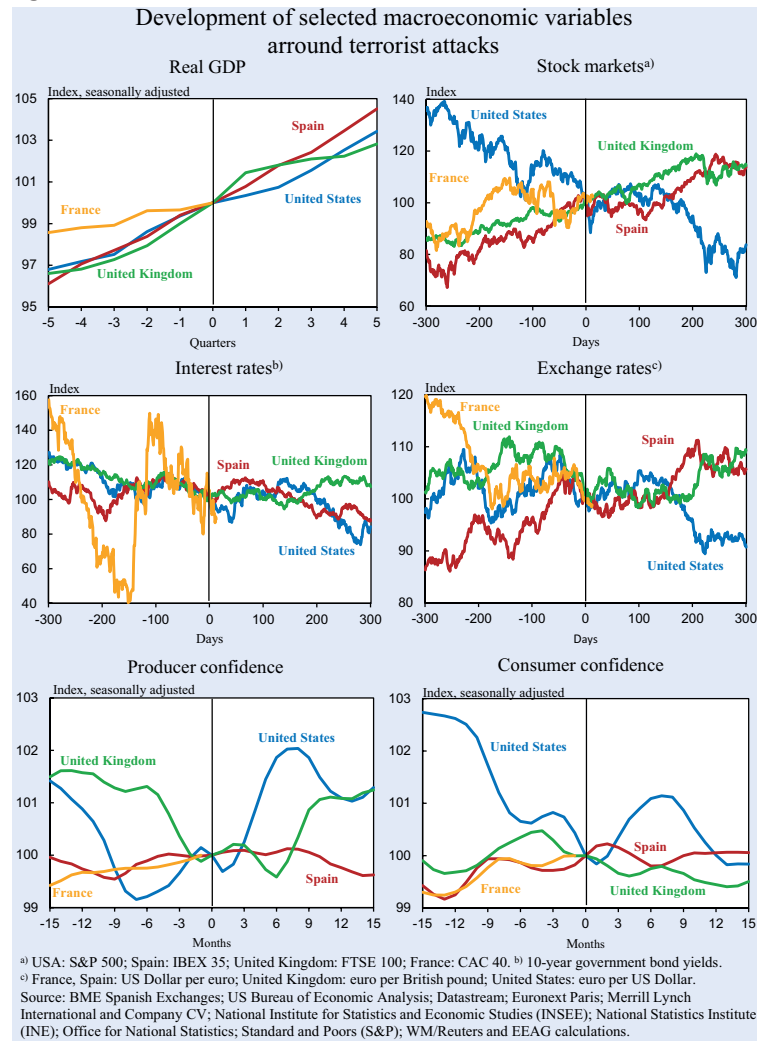 Development of selected macroeconomic variables
arround terrorist attacks
Real GDP
Index, seasonally adjusted
105
103
101
99
97
95
Spain
United States
France
United Kingdom
-5 -4 -3 -2 -1 0 1 2 3 4 5
Quarters
Stock markets a)
Index
140
120
100
80
60
United States
United Kingdom
France
Spain
-300 -200 -100 0 100 200 300
Days
Interest rates b)
Index
160
140
120
100
80
60
40
France
Spain
United Kingdom
United States
-300 -200 -100 0 100 200 300
Days
Exchange rates c)
Index
120
110
100
90
80
France
United Kingdom
Spain
United States
-300 -200 -100 0 100 200 300
Days
Producer confidence
Index, seasonally adjusted
103
102
101
100
99
United States
United Kingdom
France
Spain
-15 -12 -9 -6 -3 0 3 6 9 12 15
Months
Consumer confidence
Index, seasonally adjusted
103
102
101
100
99
United States
Spain
France
United Kingdom
-15 -12 -9 -6 -3 0 3 6 9 12 15
Months
a) USA: S&P 500; Spain: IBEX 35; United Kingdom: FTSE 100; France: CAC 40. b) 10-year government bond yields.
c) France, Spain: US Dollar per euro; United Kingdom: euro per British pound; United States: euro per US Dollar.
Source: BME Spanish Exchanges; US Bureau of Economic Analysis; Datastream; Euronext Paris; Merrill Lynch
International and Company CV; National Institute for Statistics and Economic Studies (INSEE); National Statistics Institute
(INE); Office for National Statistics; Standard and Poors (S&P); WM/Reuters and EEAG calculations.